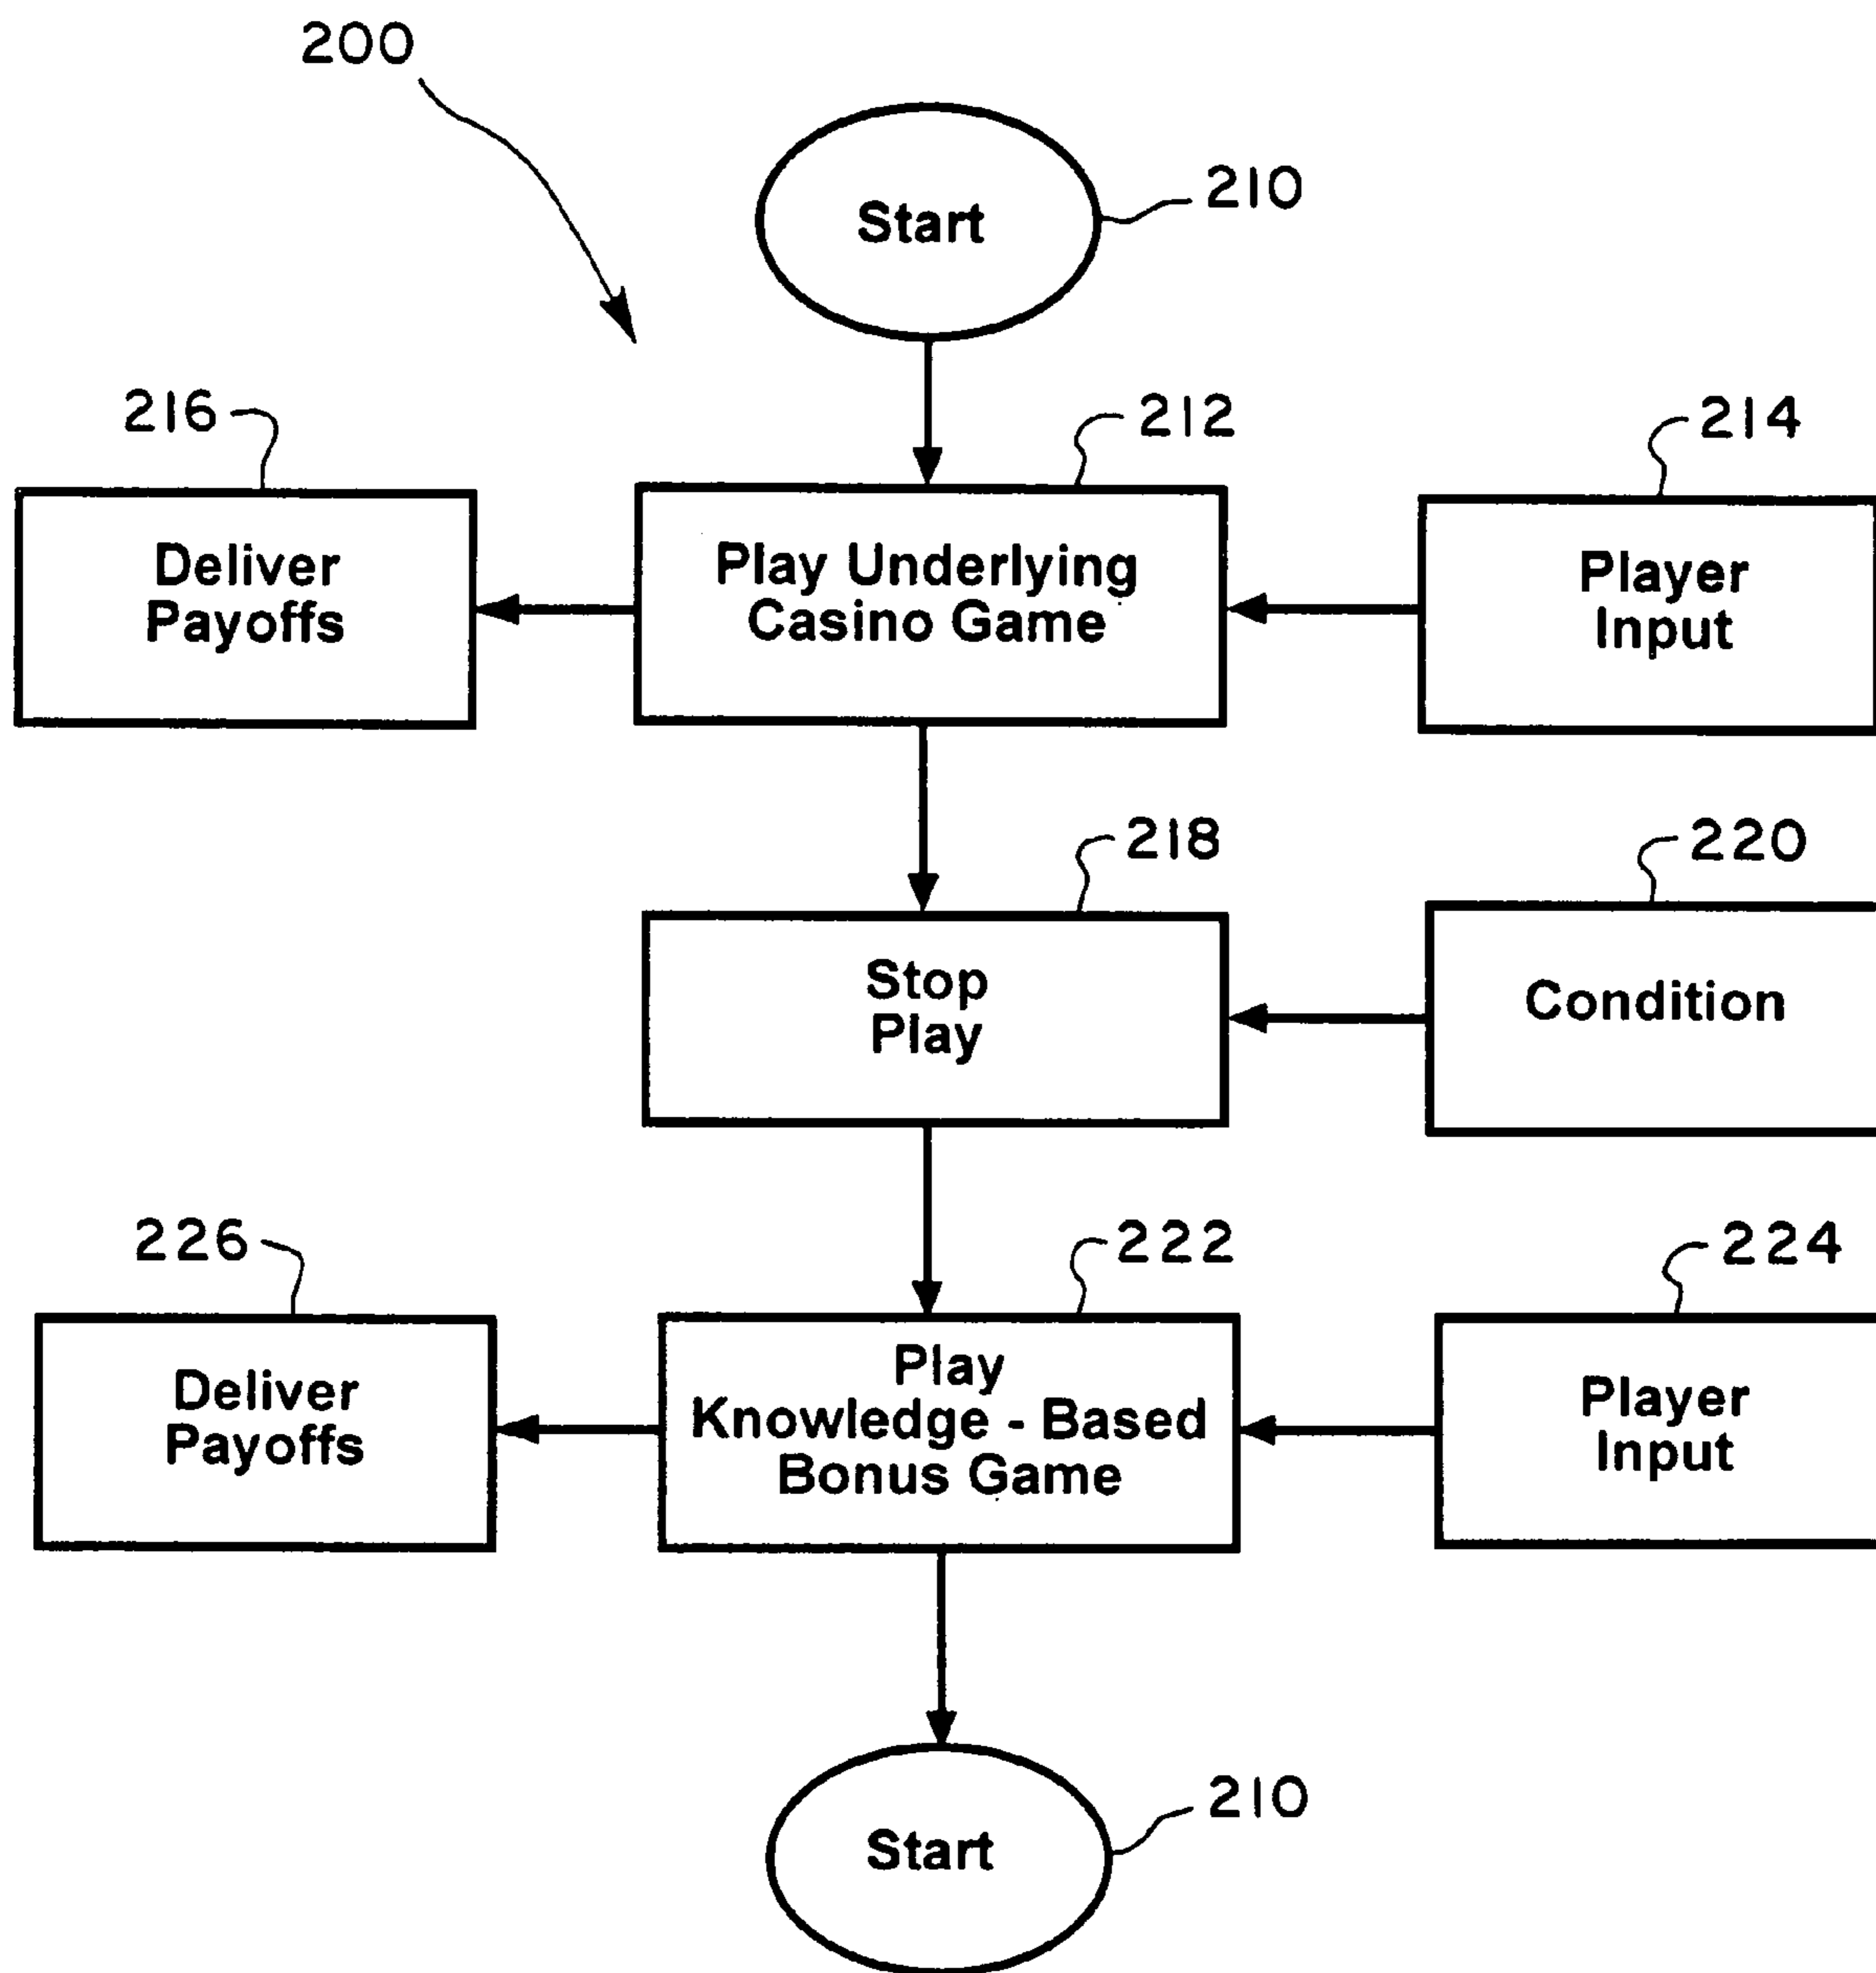 200
Start
210
216
212
214
Deliver
Payoffs
Play Underlying
Casino Game
Player
Input
218
220
Stop
Play
Condition
226
222
224
Deliver
Payoffs
Play
Knowledge - Based
Bonus Game
Player
Input
Start
210